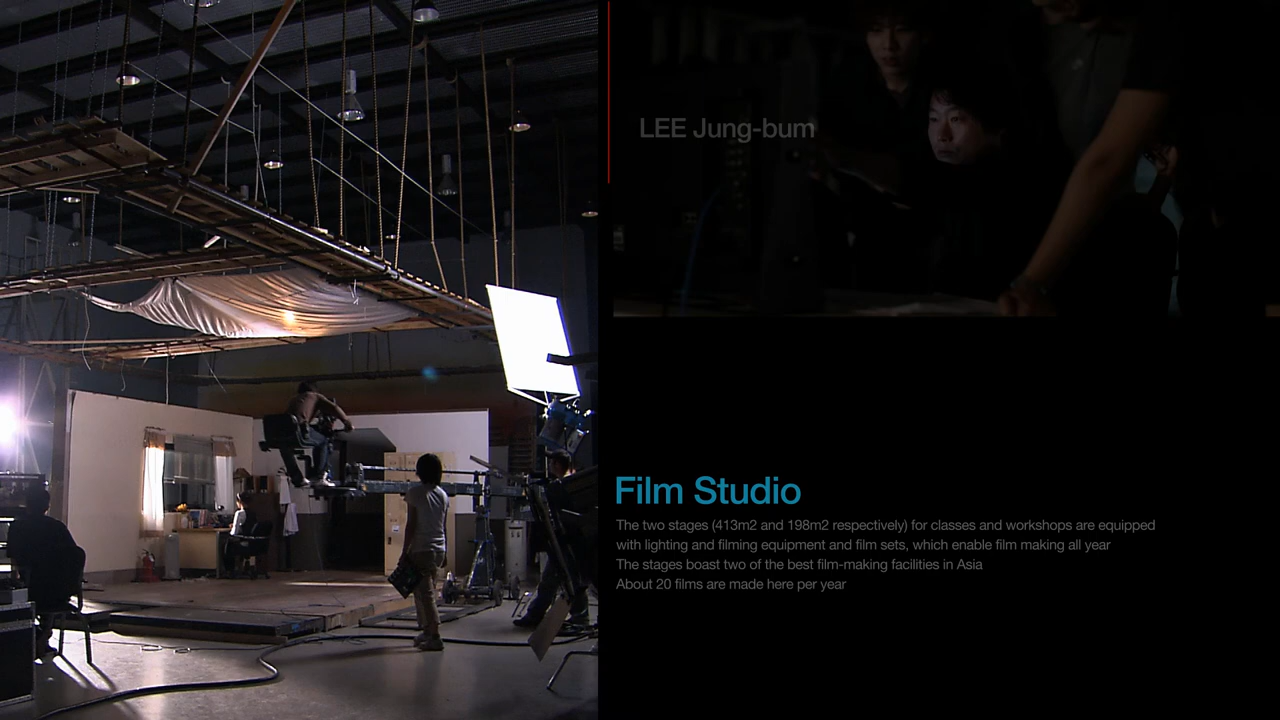 LEE Jung-bum
Film Studio
The two stages (413m2 and 198m2 respectively) for classes and workshops are equipped
with lighting and filming equipment and film sets, which enable film making all year
The stages boast two of the best film-making facilities in Asia
About 20 films are made here per year